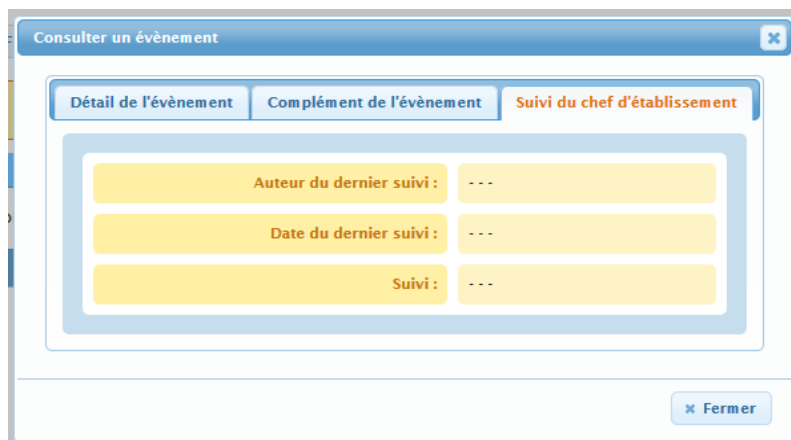 Consulter un évènement
Détail de l'évènement Complément de l'évènement Suivi du chef d'établissement
Auteur du dernier suivi : - - -
Date du dernier suivi : - - -
Suivi : - - -
Fermer